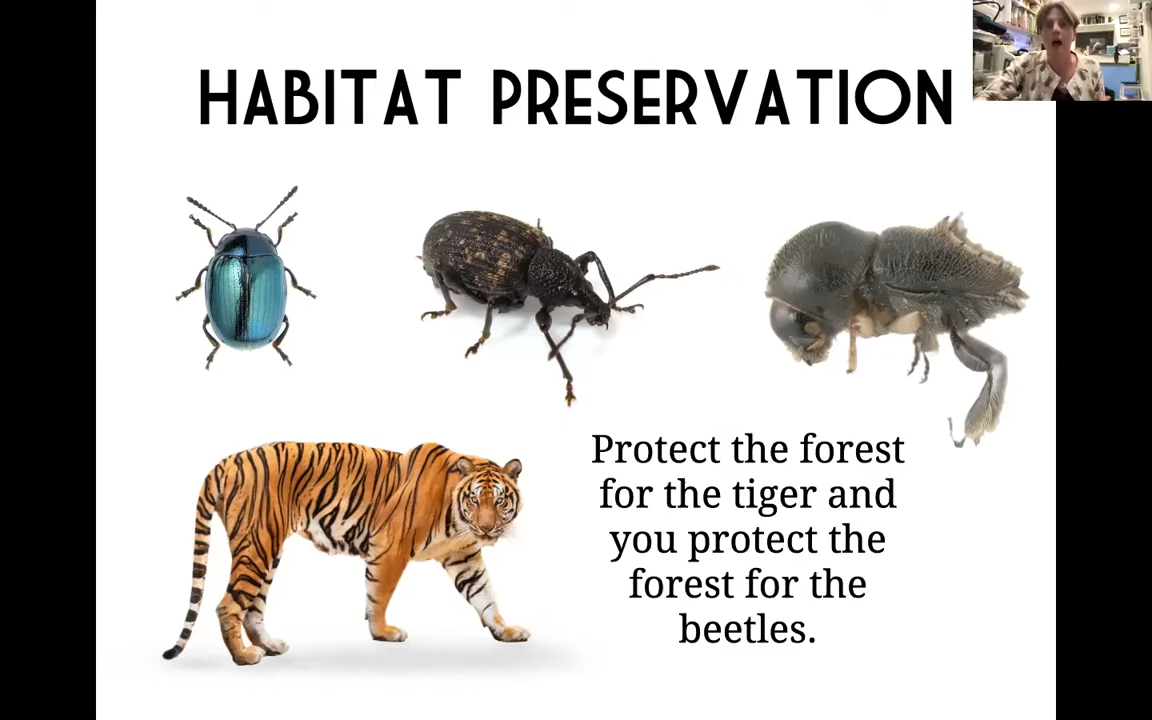 HABITAT PRESERVATION
Protect the forest
for the tiger and
you protect the
forest for the
beetles.